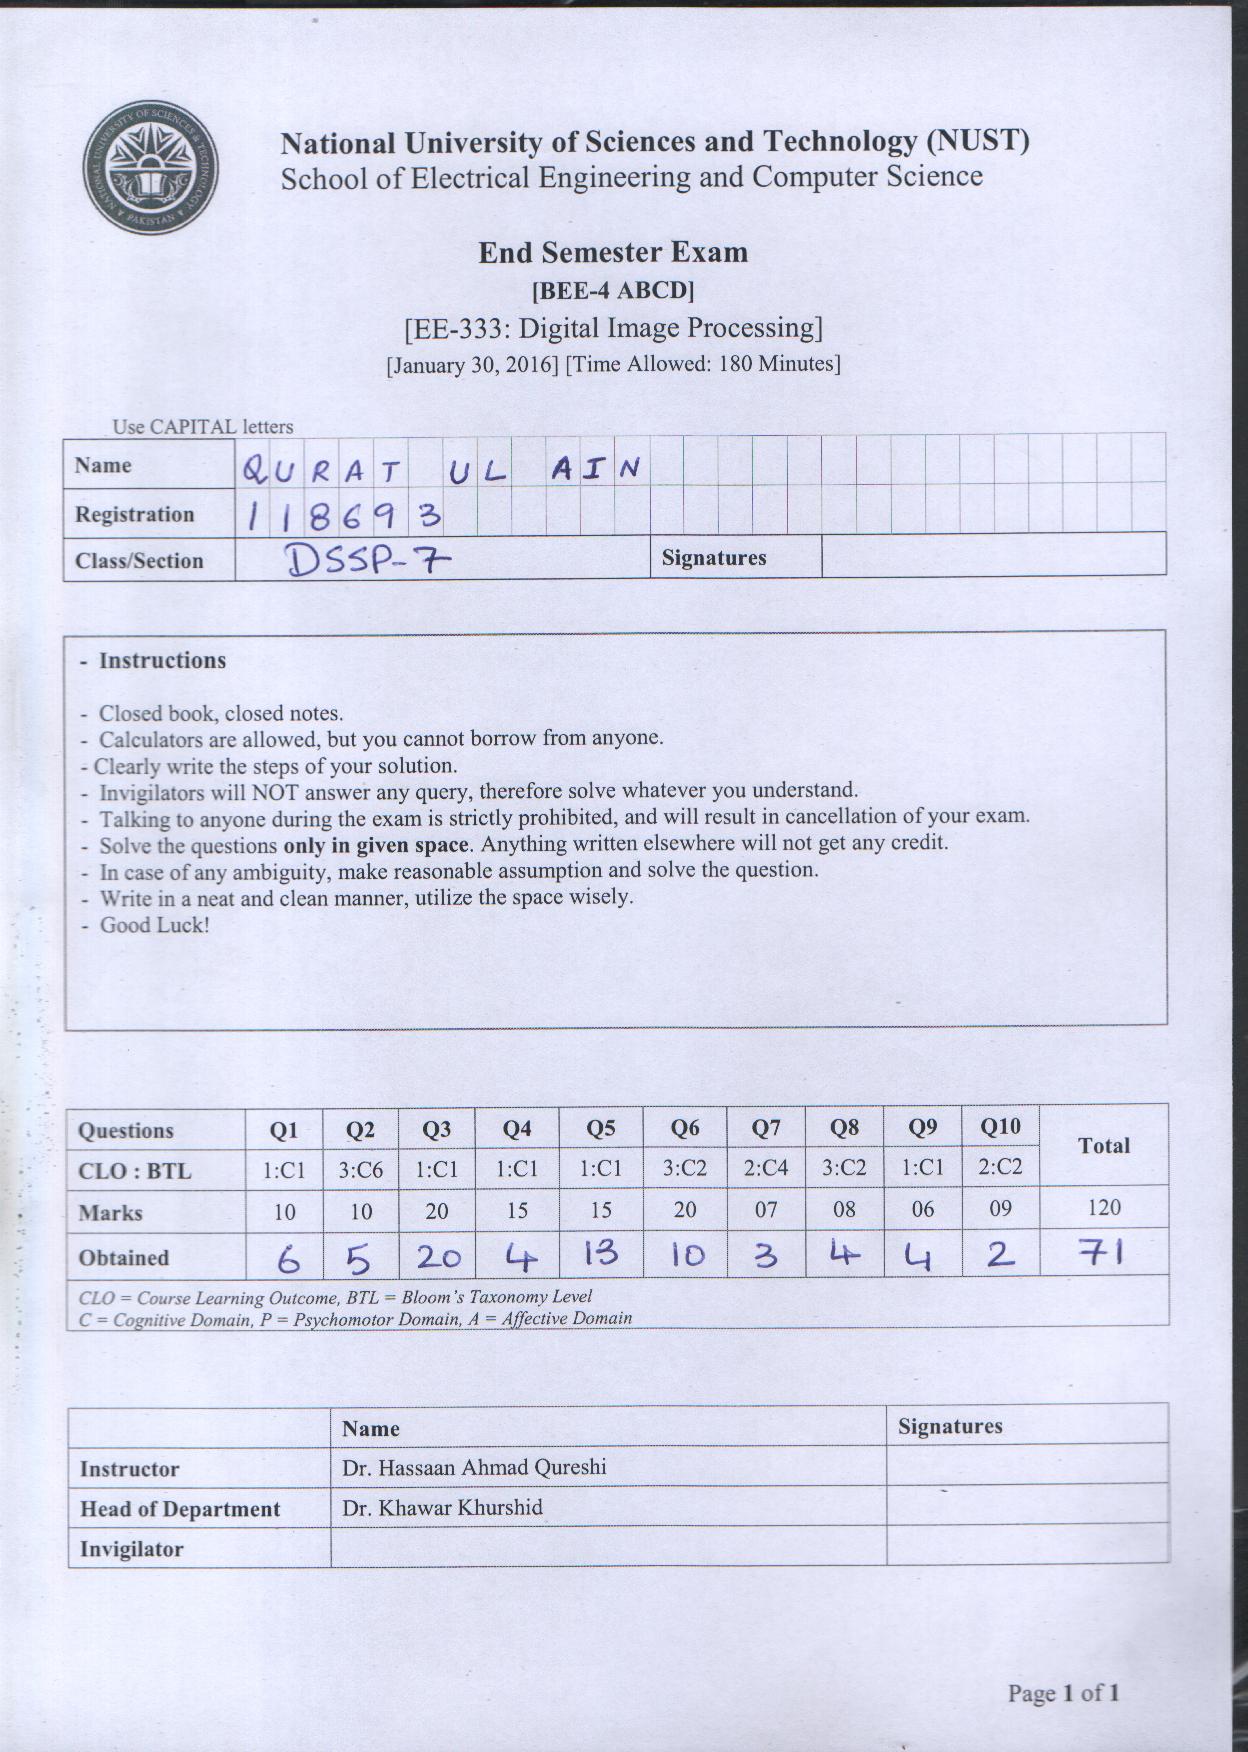 NATIONAL UNIVERSITY OF SCIENCES & TECHNOLOGY
PAKISTAN
National University of Sciences and Technology (NUST)
School of Electrical Engineering and Computer Science
End Semester Exam
[BEE-4 ABCD]
[EE-333: Digital Image Processing]
[January 30, 2016] [Time Allowed: 180 Minutes]
Use CAPITAL letters
Name QURAT UL AIN
Registration 118693
Class/Section DSSP-7 Signatures
- Instructions
- Closed book, closed notes.
- Calculators are allowed, but you cannot borrow from anyone.
- Clearly write the steps of your solution.
- Invigilators will NOT answer any query, therefore solve whatever you understand.
- Talking to anyone during the exam is strictly prohibited, and will result in cancellation of your exam.
- Solve the questions only in given space. Anything written elsewhere will not get any credit.
- In case of any ambiguity, make reasonable assumption and solve the question.
- Write in a neat and clean manner, utilize the space wisely.
- Good Luck!
Questions Q1 Q2 Q3 Q4 Q5 Q6 Q7 Q8 Q9 Q10 Total
CLO : BTL 1:C1 3:C6 1:C1 1:C1 1:C1 3:C2 2:C4 3:C2 1:C1 2:C2
Marks 10 10 20 15 15 20 07 08 06 09 120
Obtained 6 5 20 4 13 10 3 4 4 2 71
CLO = Course Learning Outcome, BTL = Bloom's Taxonomy Level
C = Cognitive Domain, P = Psychomotor Domain, A = Affective Domain
Name Signatures
Instructor Dr. Hassaan Ahmad Qureshi
Head of Department Dr. Khawar Khurshid
Invigilator
Page 1 of 1